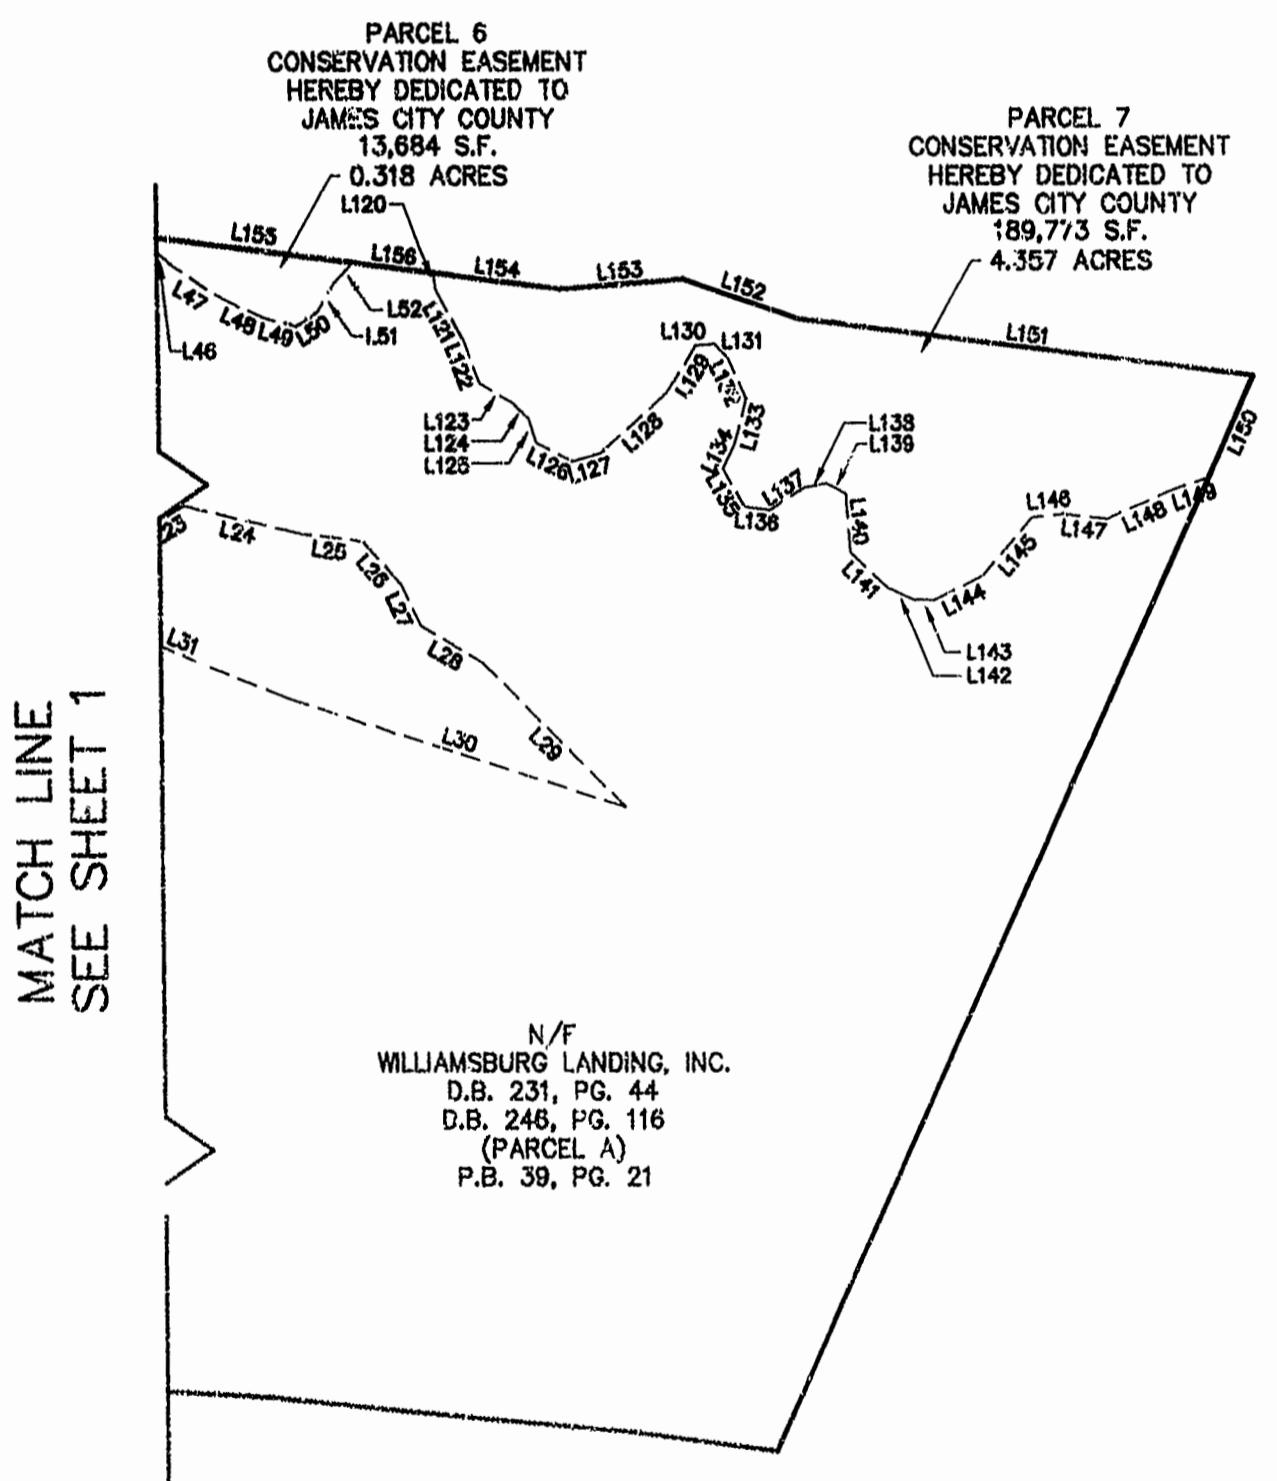 PARCEL 6
CONSERVATION EASEMENT
HEREBY DEDICATED TO
JAMES CITY COUNTY
13,684 S.F.
0.318 ACRES
PARCEL 7
CONSERVATION EASEMENT
HEREBY DEDICATED TO
JAMES CITY COUNTY
189,773 S.F.
4.357 ACRES
L120
L155
L156
L154
L153
L152
L151
L150
L47
L48
L49
L50
L52
L51
L46
L121
L122
L123
L124
L125
L126
L127
L128
L129
L130
L131
L132
L133
L134
L135
L136
L137
L138
L139
L140
L141
L142
L143
L144
L145
L146
L147
L148
L149
L24
L25
L26
L27
L28
L29
L30
L31
MATCH LINE
SEE SHEET 1
N/F
WILLIAMSBURG LANDING, INC.
D.B. 231, PG. 44
D.B. 246, PG. 116
(PARCEL A)
P.B. 39, PG. 21